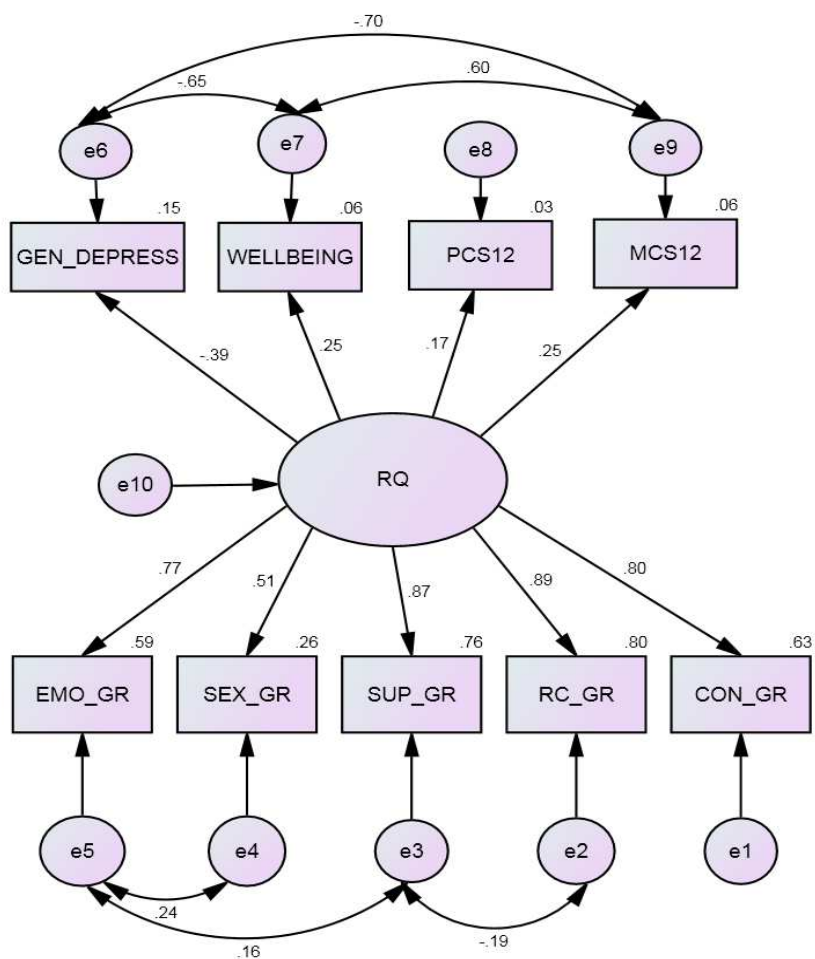 -.70
-.65
.60
e6
e7
e8
e9
.15
.06
.03
.06
GEN_DEPRESS
WELLBEING
PCS12
MCS12
-.39
.25
.17
.25
e10
RQ
.77
.51
.87
.89
.80
.59
.26
.76
.80
.63
EMO_GR
SEX_GR
SUP_GR
RC_GR
CON_GR
e5
e4
e3
e2
e1
.24
.16
-.19